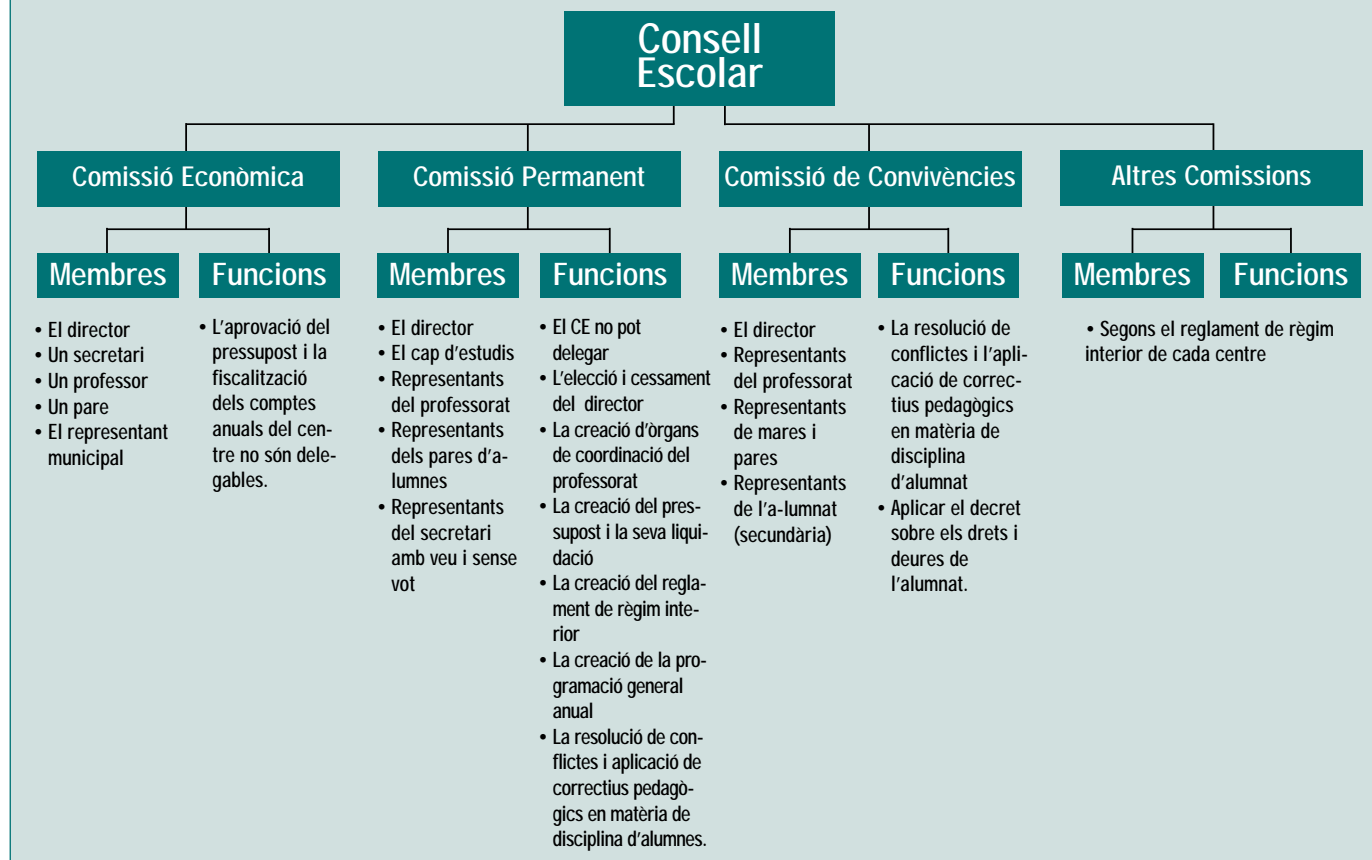 Consell
Escolar
Comissió Econòmica
Comissió Permanent
Comissió de Convivències
Altres Comissions
Membres
Funcions
Membres
Funcions
Membres
Funcions
Membres
Funcions
• El director
• Un secretari
• Un professor
• Un pare
• El representant
municipal
• L'aprovació del
pressupost i la
fiscalització
dels comptes
anuals del cen-
tre no són dele-
gables.
• El director
• El cap d'estudis
• Representants
del professorat
• Representants
dels pares d'a-
lumnes
• Representants
del secretari
amb veu i sense
vot
• El CE no pot
delegar
• L'elecció i cessament
del director
• La creació d'òrgans
de coordinació del
professorat
• La creació del pres-
supost i la seva liqui-
dació
• La creació del regla-
ment de règim inte-
rior
• La creació de la pro-
gramació general
anual
• La resolució de con-
flictes i aplicació de
correctius pedagò-
gics en matèria de
disciplina d'alumnes.
• El director
• Representants
del professorat
• Representants
de mares i
pares
• Representants
de l'a-lumnat
(secundària)
• La resolució de
conflictes i l'apli-
cació de correc-
tius pedagògics
en matèria de
disciplina
d'alumnat
• Aplicar el decret
sobre els drets i
deures de
l'alumnat.
• Segons el reglament de règim
interior de cada centre